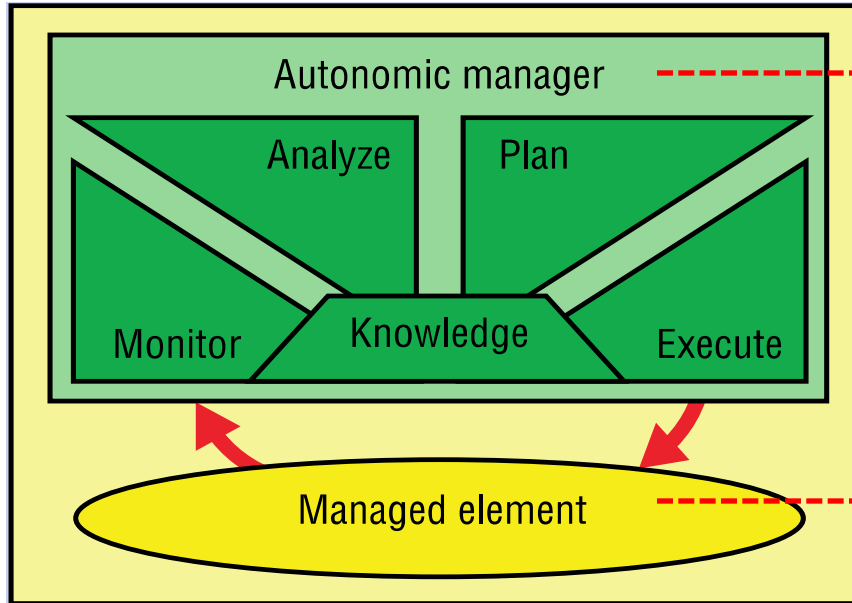 Autonomic manager
Analyze
Plan
Monitor
Knowledge
Execute
Managed element